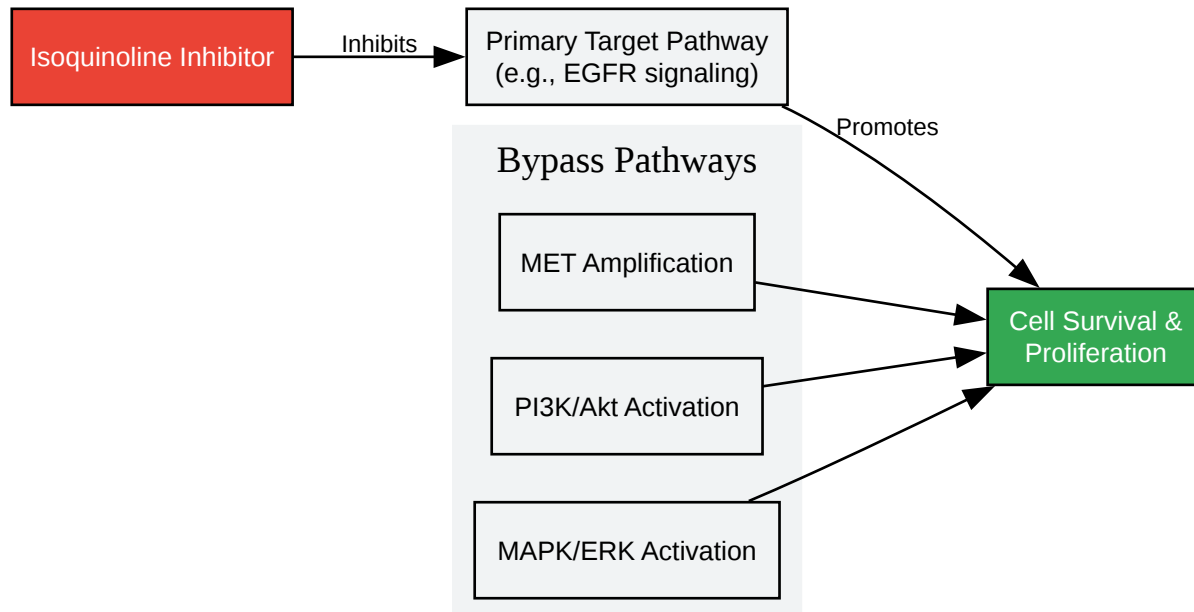 Isoquinoline Inhibitor
Inhibits
Primary Target Pathway
(e.g., EGFR signaling)
Promotes
Bypass Pathways
MET Amplification
PI3K/Akt Activation
MAPK/ERK Activation
Cell Survival &
Proliferation